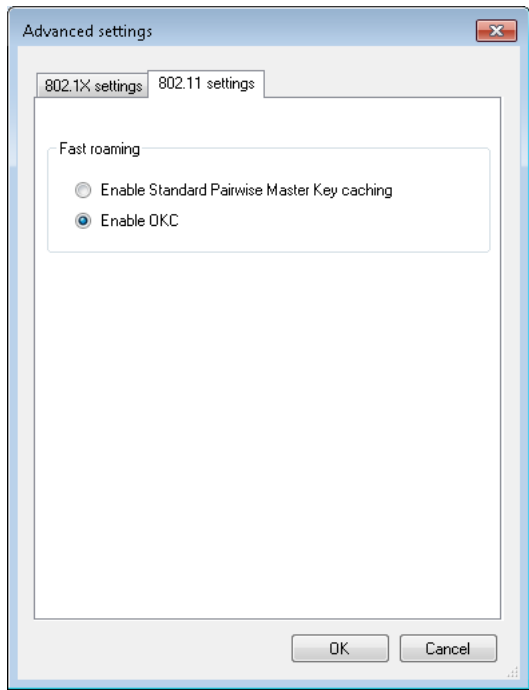 Advanced settings
802.1X settings 802.11 settings
Fast roaming
Enable Standard Pairwise Master Key caching
Enable OKC
OK Cancel